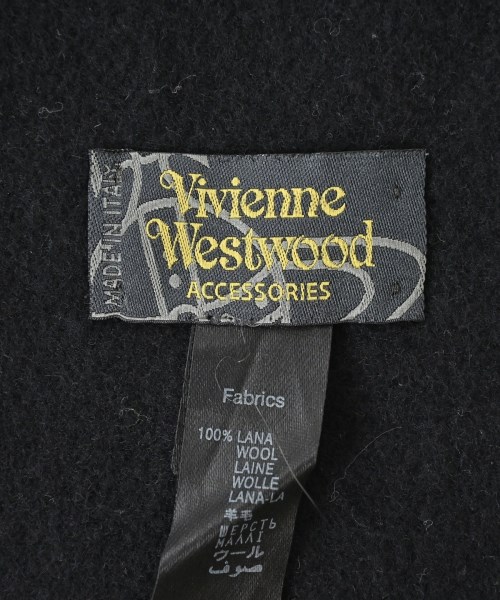 MADE IN ITALY
Vivienne
Westwood
ACCESSORIES
Fabrics
100% LANA
WOOL
LAINE
WOLLE
LANA-LÃ
羊毛
ШЕРСТЬ
ΜΑΛΛΙ
ウール
صوف